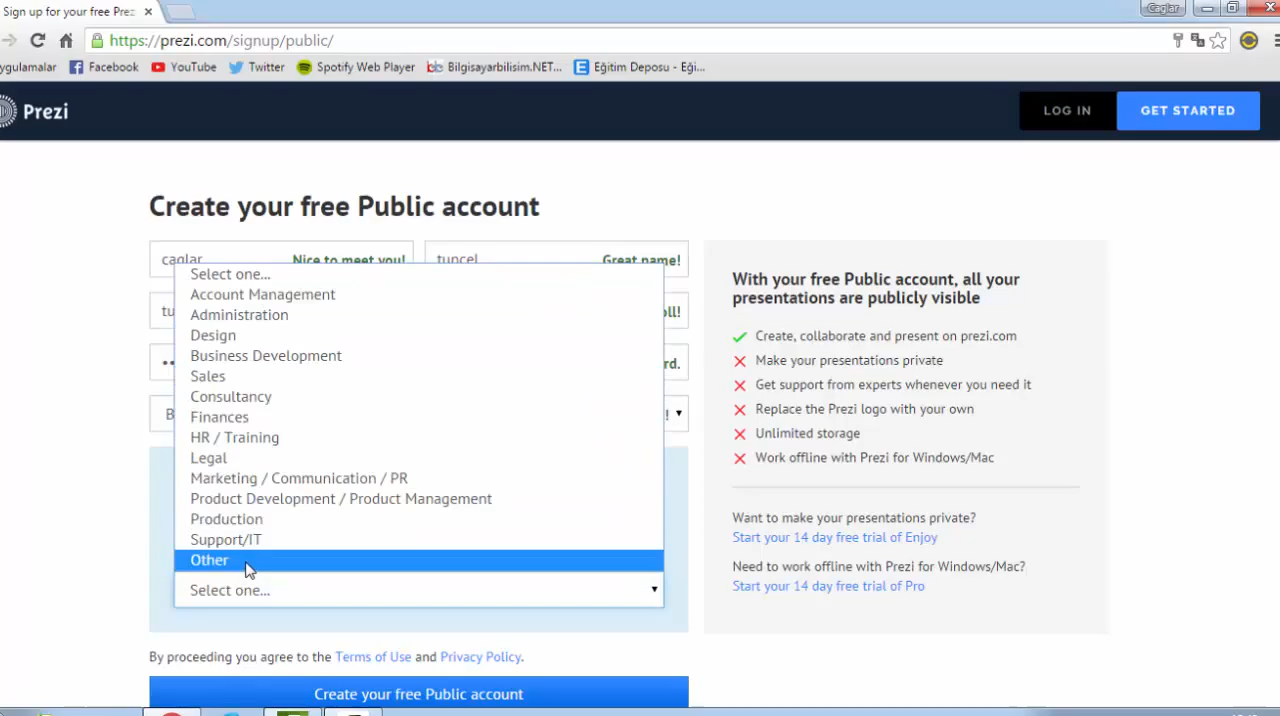 Sign up for your free Prez
Caglar
https://prezi.com/signup/public/
ygulamalar Facebook YouTube Twitter Spotify Web Player Bilgisayarbilisim.NET... Eğitim Deposu - Eği...
Prezi
LOG IN GET STARTED
Create your free Public account
caglar Nice to meet you! tuncel Great name!
Select one...
Account Management
Administration
Design
Business Development
Sales
Consultancy
Finances
HR / Training
Legal
Marketing / Communication / PR
Product Development / Product Management
Production
Support/IT
Other
Select one...
With your free Public account, all your
presentations are publicly visible
Create, collaborate and present on prezi.com
Make your presentations private
Get support from experts whenever you need it
Replace the Prezi logo with your own
Unlimited storage
Work offline with Prezi for Windows/Mac
Want to make your presentations private?
Start your 14 day free trial of Enjoy
Need to work offline with Prezi for Windows/Mac?
Start your 14 day free trial of Pro
By proceeding you agree to the Terms of Use and Privacy Policy.
Create your free Public account